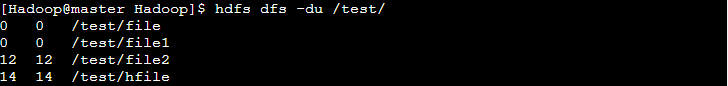 [Hadoop@master Hadoop]$ hdfs dfs -du /test/
0 0 /test/file
0 0 /test/file1
12 12 /test/file2
14 14 /test/hfile